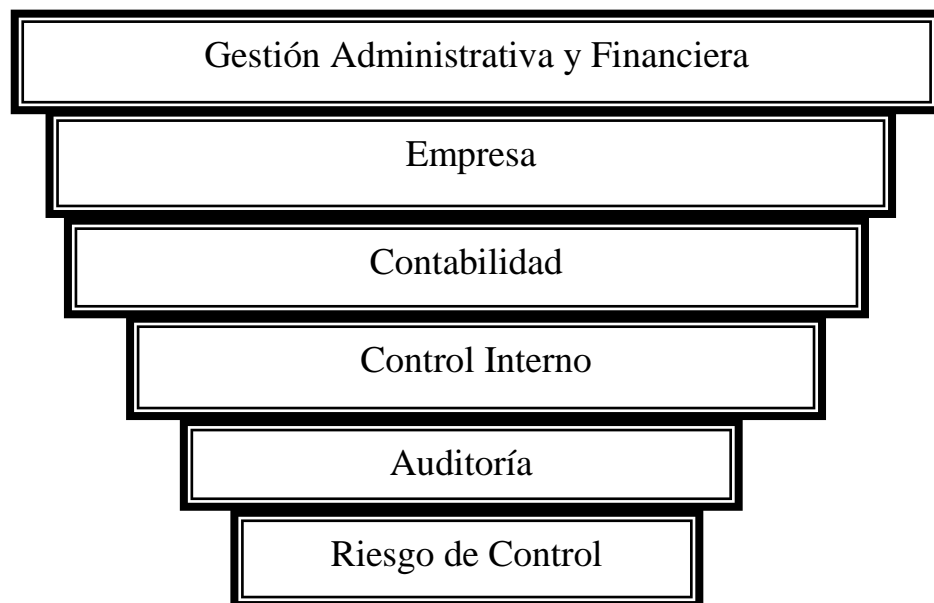 Gestión Administrativa y Financiera
Empresa
Contabilidad
Control Interno
Auditoría
Riesgo de Control